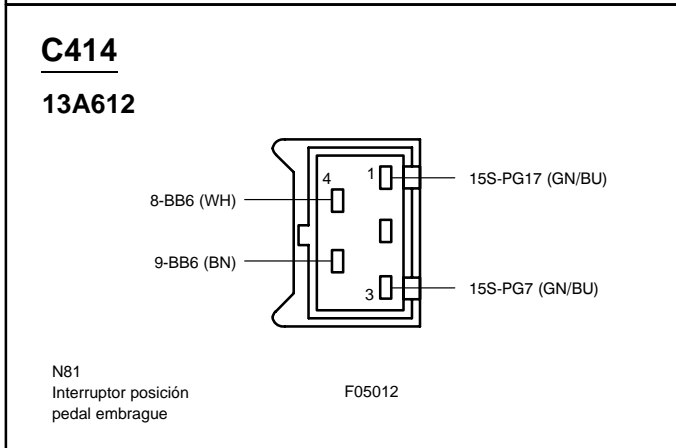 C414
13A612
4
1
15S-PG17 (GN/BU)
8-BB6 (WH)
9-BB6 (BN)
3
15S-PG7 (GN/BU)
N81
Interruptor posición
pedal embrague
F05012